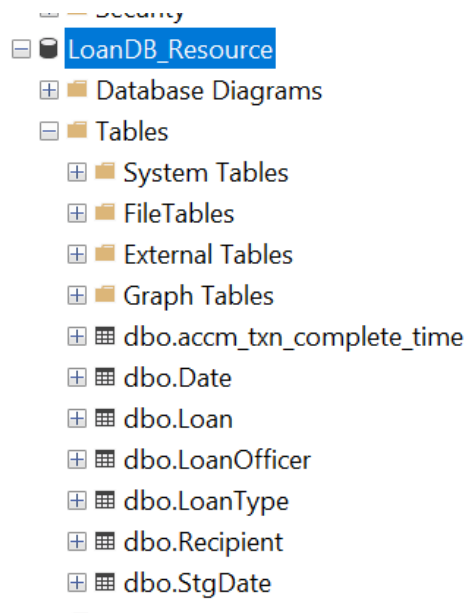 Security
LoanDB_Resource
Database Diagrams
Tables
System Tables
FileTables
External Tables
Graph Tables
dbo.accm_txn_complete_time
dbo.Date
dbo.Loan
dbo.LoanOfficer
dbo.LoanType
dbo.Recipient
dbo.StgDate